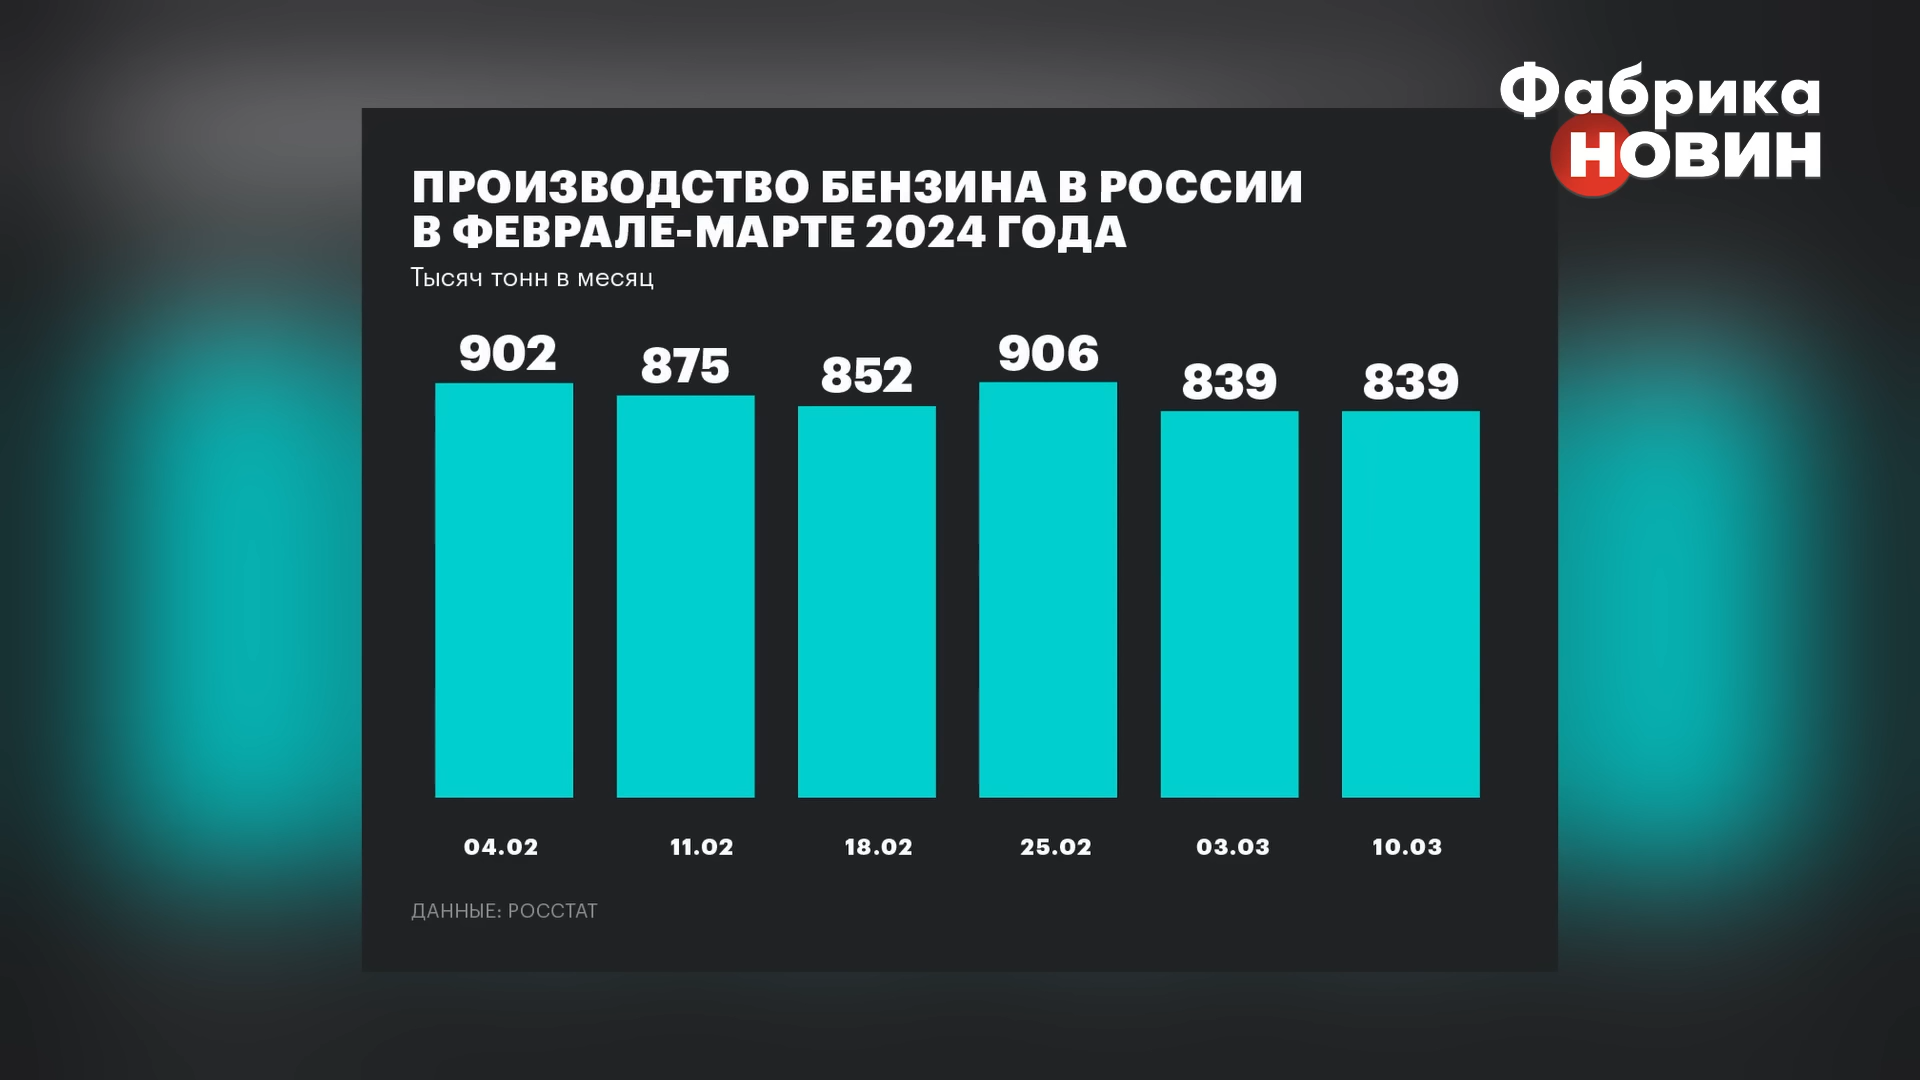 Фабрика
новин
ПРОИЗВОДСТВО БЕНЗИНА В РОССИИ
В ФЕВРАЛЕ-МАРТЕ 2024 ГОДА
Тысяч тонн в месяц
902 875 852 906 839 839
04.02 11.02 18.02 25.02 03.03 10.03
ДАННЫЕ: РОССТАТ